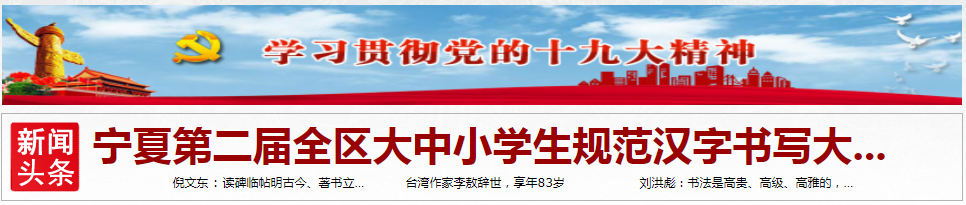 学习贯彻党的十九大精神
新闻
头条
宁夏第二届全区大中小学生规范汉字书写大...
倪文东：读碑临帖明古今、著书立... 台湾作家李敖辞世，享年83岁 刘洪彪：书法是高贵、高级、高雅的，...